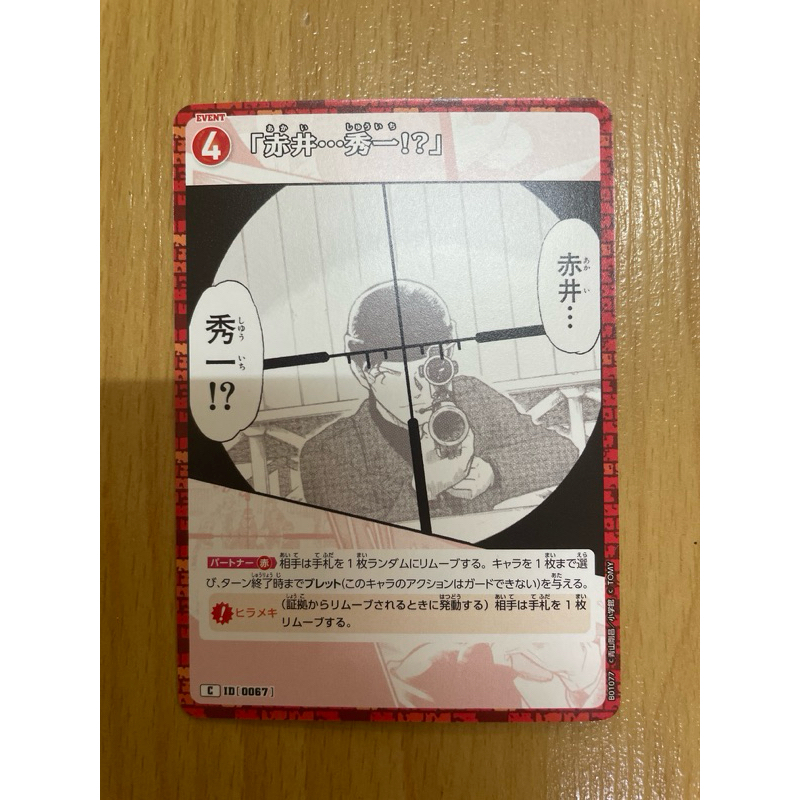 EVENT
4
「赤井…秀一!?」
赤井…
秀一!?
パートナー 赤 相手は手札を1枚ランダムにリムーブする。キャラを1枚まで選
び、ターン終了時までブレット(このキャラのアクションはガードできない)を与える。
ヒラメキ (証拠からリムーブされるときに発動する) 相手は手札を1枚
リムーブする。
C ID[0067]
B01077 ©青山剛昌/小学館 © TOMY